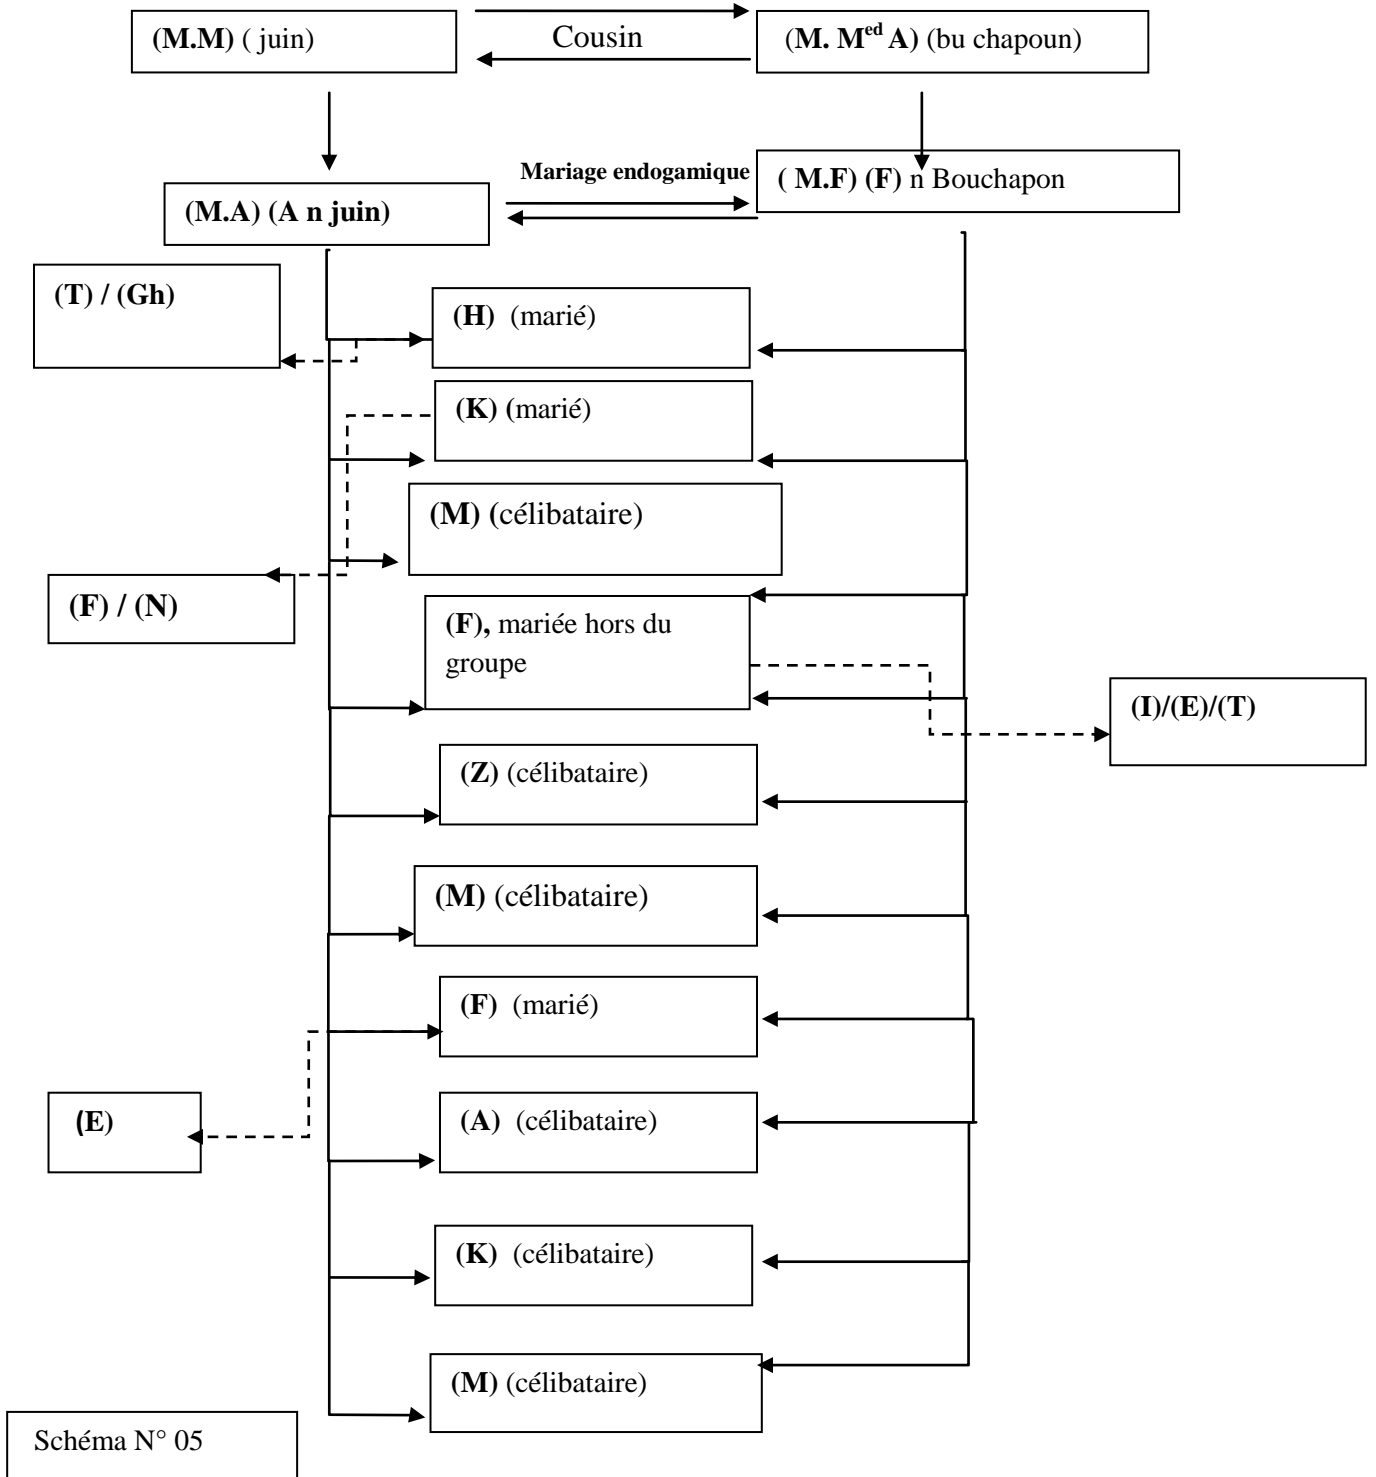 (M.M) ( juin)
Cousin
(M. Med A) (bu chapoun)
Mariage endogamique
( M.F) (F) n Bouchapon
(M.A) (A n juin)
(T) / (Gh)
(H) (marié)
(K) (marié)
(M) (célibataire)
(F) / (N)
(F), mariée hors du
groupe
(I)/(E)/(T)
(Z) (célibataire)
(M) (célibataire)
(F) (marié)
(E)
(A) (célibataire)
(K) (célibataire)
(M) (célibataire)
Schéma N° 05